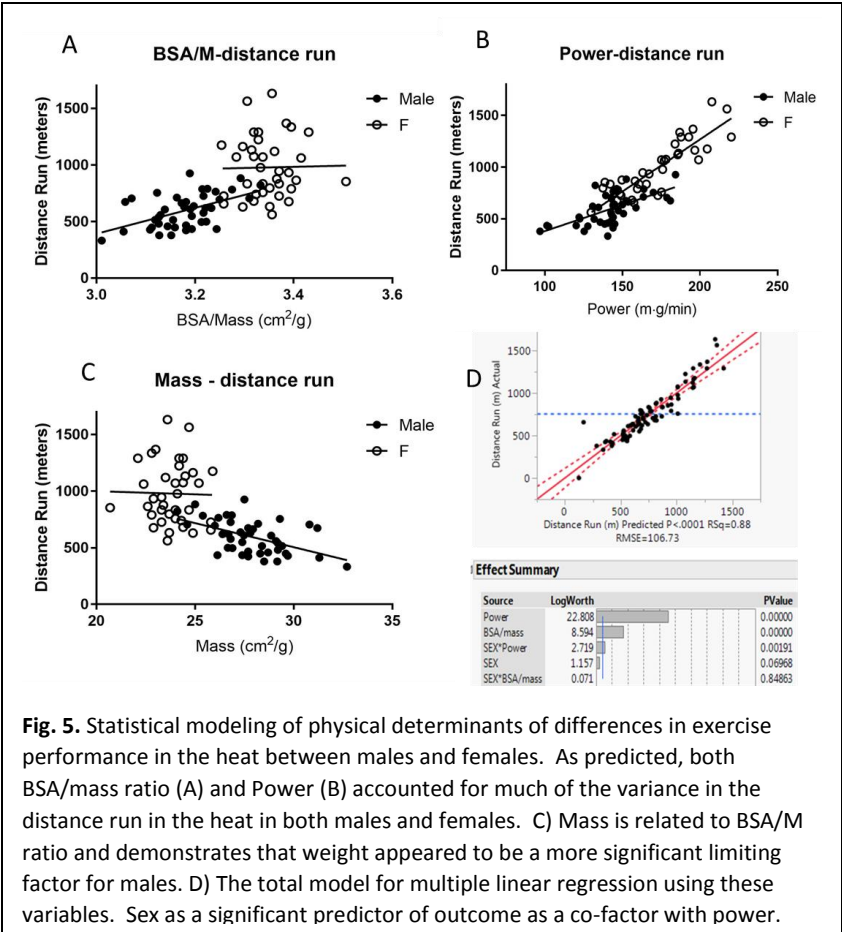 A
BSA/M-distance run
Distance Run (meters)
1500
1000
500
0
3.0 3.2 3.4 3.6
BSA/Mass (cm²/g)
Male
F
B
Power-distance run
Distance Run (meters)
1500
1000
500
0
100 150 200 250
Power (m·g/min)
Male
F
C
Mass - distance run
Distance Run (meters)
1500
1000
500
0
20 25 30 35
Mass (cm²/g)
Male
F
D
Distance Run (m) Actual
1500
1000
500
0
0 500 1000 1500
Distance Run (m) Predicted P<.0001 RSq=0.88
RMSE=106.73
Effect Summary
Source LogWorth PValue
Power 22.808 0.00000
BSA/mass 8.594 0.00000
SEX*Power 2.719 0.00191
SEX 1.157 0.06968
SEX*BSA/mass 0.071 0.84863
Fig. 5. Statistical modeling of physical determinants of differences in exercise
performance in the heat between males and females. As predicted, both
BSA/mass ratio (A) and Power (B) accounted for much of the variance in the
distance run in the heat in both males and females. C) Mass is related to BSA/M
ratio and demonstrates that weight appeared to be a more significant limiting
factor for males. D) The total model for multiple linear regression using these
variables. Sex as a significant predictor of outcome as a co-factor with power.